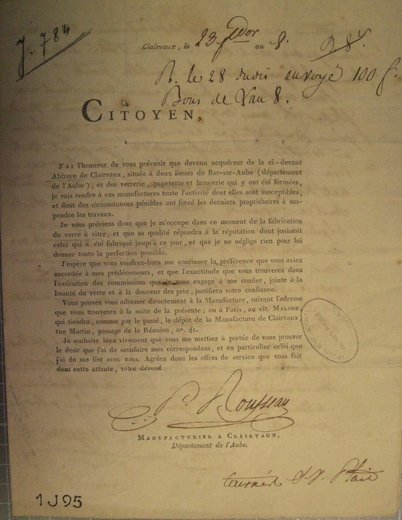 J. 784
Clairvaux, le 23 fdor an 8.
R. le 28 du dit envoyé 100 f.
Bons de l'an 8.
CITOYEN,
J'AI l'honneur de vous prévenir que devenu acquéreur de la ci-devant
Abbaye de Clairvaux, située à deux lieues de Bar-sur-Aube (département
de l'Aube), et des verrerie, papeterie et brasserie qui y ont été formées,
je vais rendre à ces manufactures toute l'activité dont elles sont susceptibles,
et dont des circonstances pénibles ont forcé les derniers propriétaires à sus-
pendre les travaux.
Je vous préviens donc que je m'occupe dans ce moment de la fabrication
du verre à vitre, et que sa qualité répondra à la réputation dont jouissoit
celui qui a été fabriqué jusqu'à ce jour, et que je ne néglige rien pour lui
donner toute la perfection possible.
J'espère que vous voudrez-bien me continuer la préférence que vous aviez
accordée à mes prédécesseurs, et que l'exactitude que vous trouverez dans
l'exécution des commissions que je vous engage à me confier, jointe à la
beauté du verre et à la douceur des prix, justifiera votre confiance.
Vous pouvez vous adresser directement à la Manufacture, suivant l'adresse
que vous trouverez à la suite de la présente; ou à Paris, au cit. MALINE
qui tiendra, comme par le passé, le dépôt de la Manufacture de Clairvaux
rue Martin, passage de la Réunion, nº. 41.
Je souhaite bien vivement que vous me mettiez à portée de vous prouver
le desir que j'ai de satisfaire mes correspondans, et en particulier celui que
j'ai de me lier avec vous. Agréez donc les offres de service que vous fait
dans cette attente, votre dévoué
P. Rousseau
MANUFACTURIER A CLAIRVAUX,
Département de l'Aube.
1J95